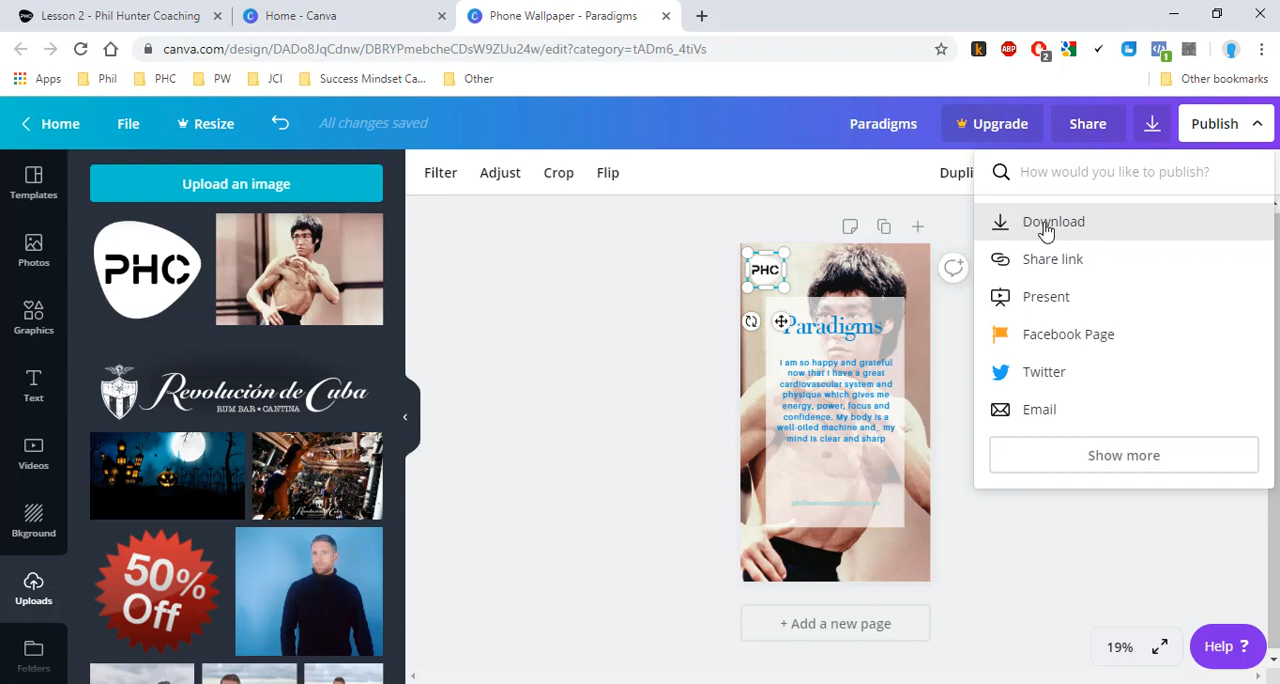 Lesson 2 - Phil Hunter Coaching
Home - Canva
Phone Wallpaper - Paradigms
canva.com/design/DADo8JqCdnw/DBRYPmebcheCDsW9ZUu24w/edit?category=tADm6_4tiVs
ABP
2
1
Apps
Phil
PHC
PW
JCI
Success Mindset Ca...
Other
Other bookmarks
Home
File
Resize
All changes saved
Paradigms
Upgrade
Share
Publish
Templates
Photos
Graphics
Text
Videos
Bkground
Uploads
Folders
Upload an image
PHC
Revolución de Cuba
RUM BAR • CANTINA
50%
Off
Filter
Adjust
Crop
Flip
Dupli
PHC
Paradigms
I am so happy and grateful
now that I have a great
cardiovascular system and
physique which gives me
energy, power, focus and
confidence. My body is a
well oiled machine and, my
mind is clear and sharp
+ Add a new page
How would you like to publish?
Download
Share link
Present
Facebook Page
Twitter
Email
Show more
19%
Help ?